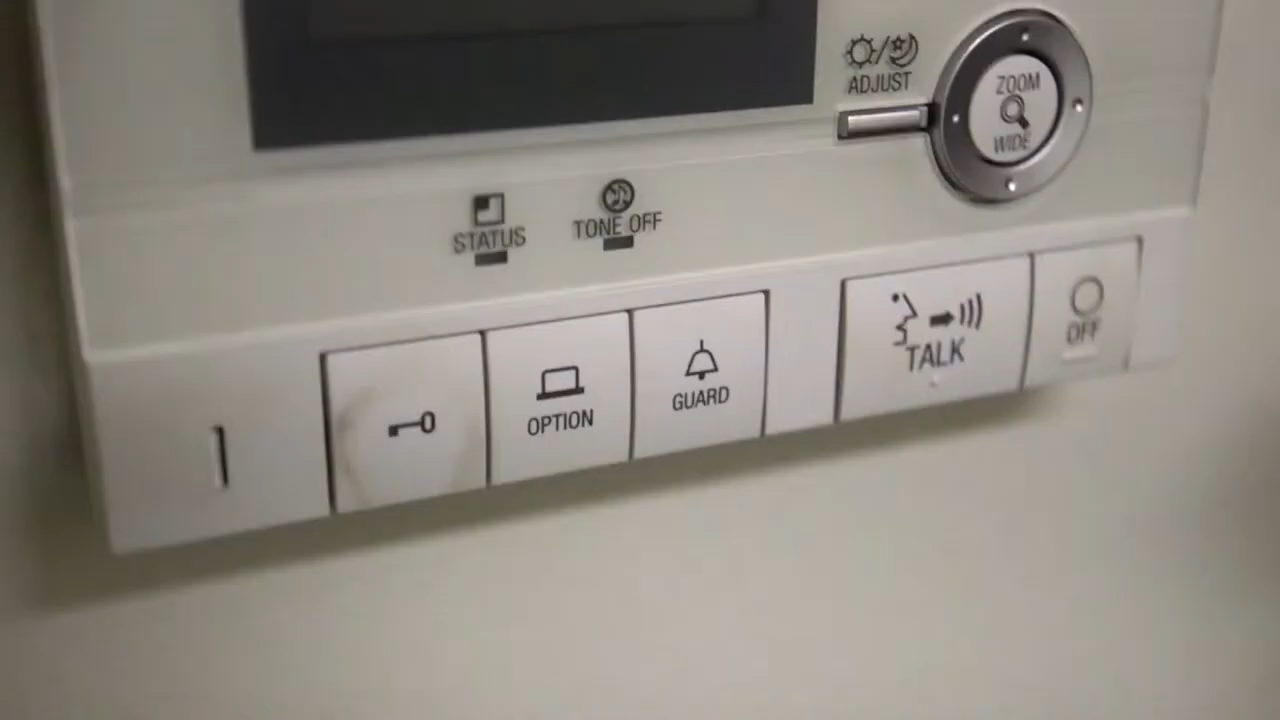 ADJUST
ZOOM
WIDE
STATUS
TONE OFF
OPTION
GUARD
TALK
OFF